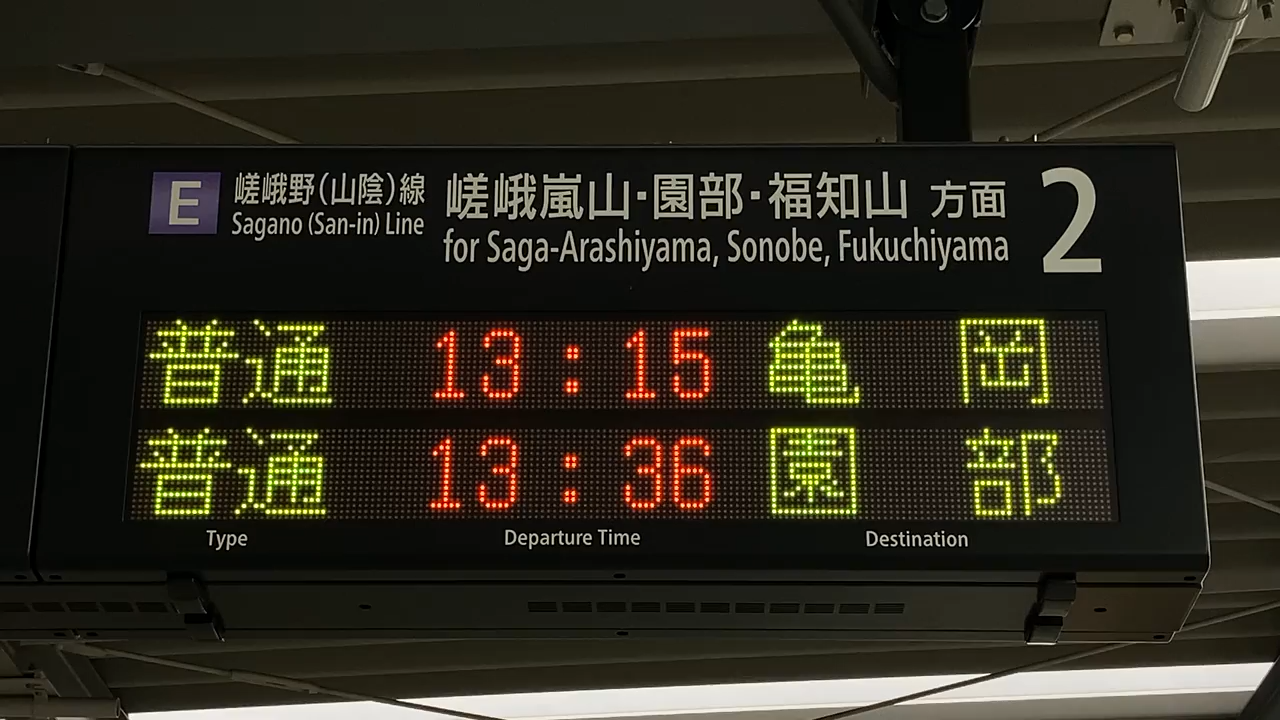 E 嵯峨野(山陰)線 嵯峨嵐山・園部・福知山 方面 2
Sagano (San-in) Line for Saga-Arashiyama, Sonobe, Fukuchiyama
普通 13:15 亀岡
普通 13:36 園部
Type Departure Time Destination